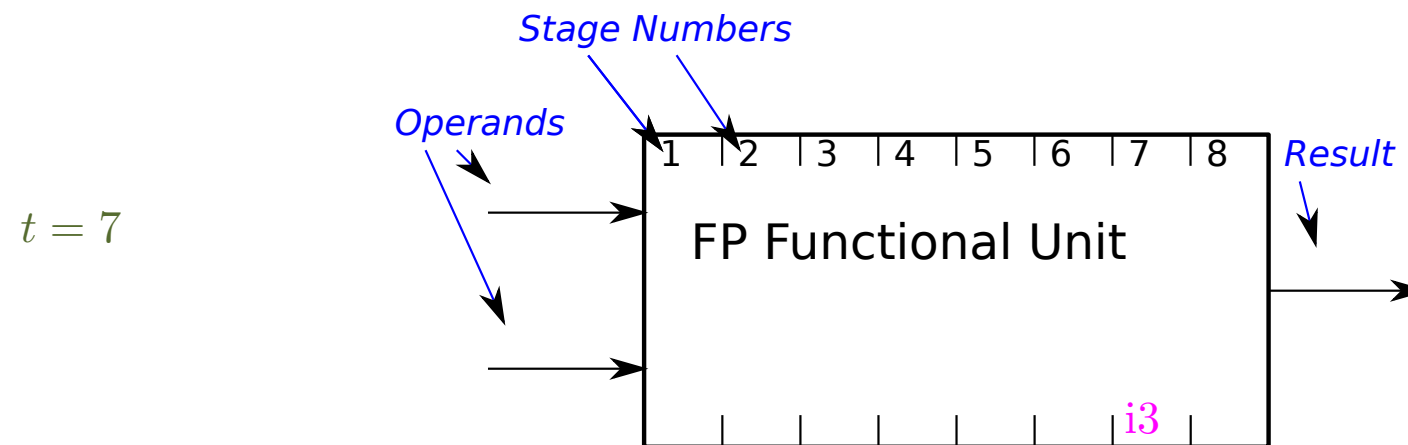 Stage Numbers
Operands
1 2 3 4 5 6 7 8
Result
t = 7
FP Functional Unit
i3